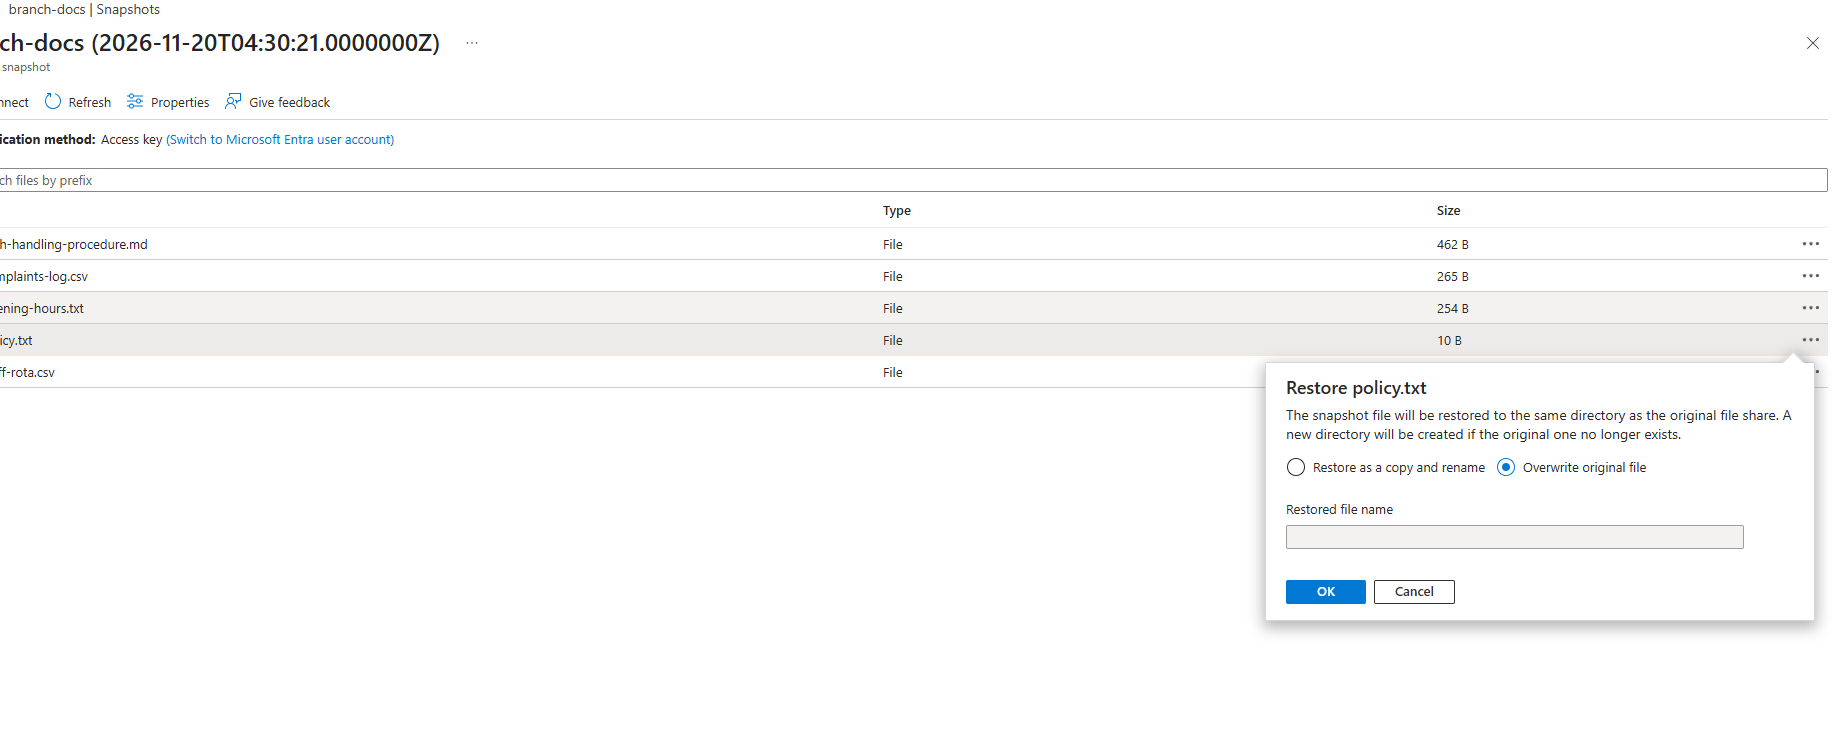 branch-docs | Snapshots
ch-docs (2026-11-20T04:30:21.0000000Z) ...
snapshot
nnect Refresh Properties Give feedback
ication method: Access key (Switch to Microsoft Entra user account)
ch files by prefix
Type Size
h-handling-procedure.md File 462 B
nplaints-log.csv File 265 B
ening-hours.txt File 254 B
icy.txt File 10 B
ff-rota.csv File
Restore policy.txt
The snapshot file will be restored to the same directory as the original file share. A
new directory will be created if the original one no longer exists.
Restore as a copy and rename Overwrite original file
Restored file name
OK Cancel